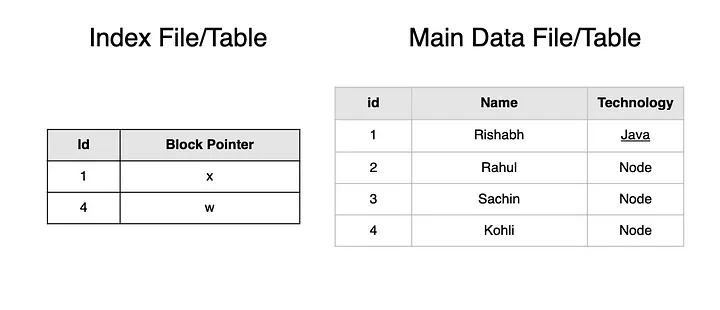 Index File/Table
Main Data File/Table
Id Block Pointer
1 x
4 w
id Name Technology
1 Rishabh Java
2 Rahul Node
3 Sachin Node
4 Kohli Node